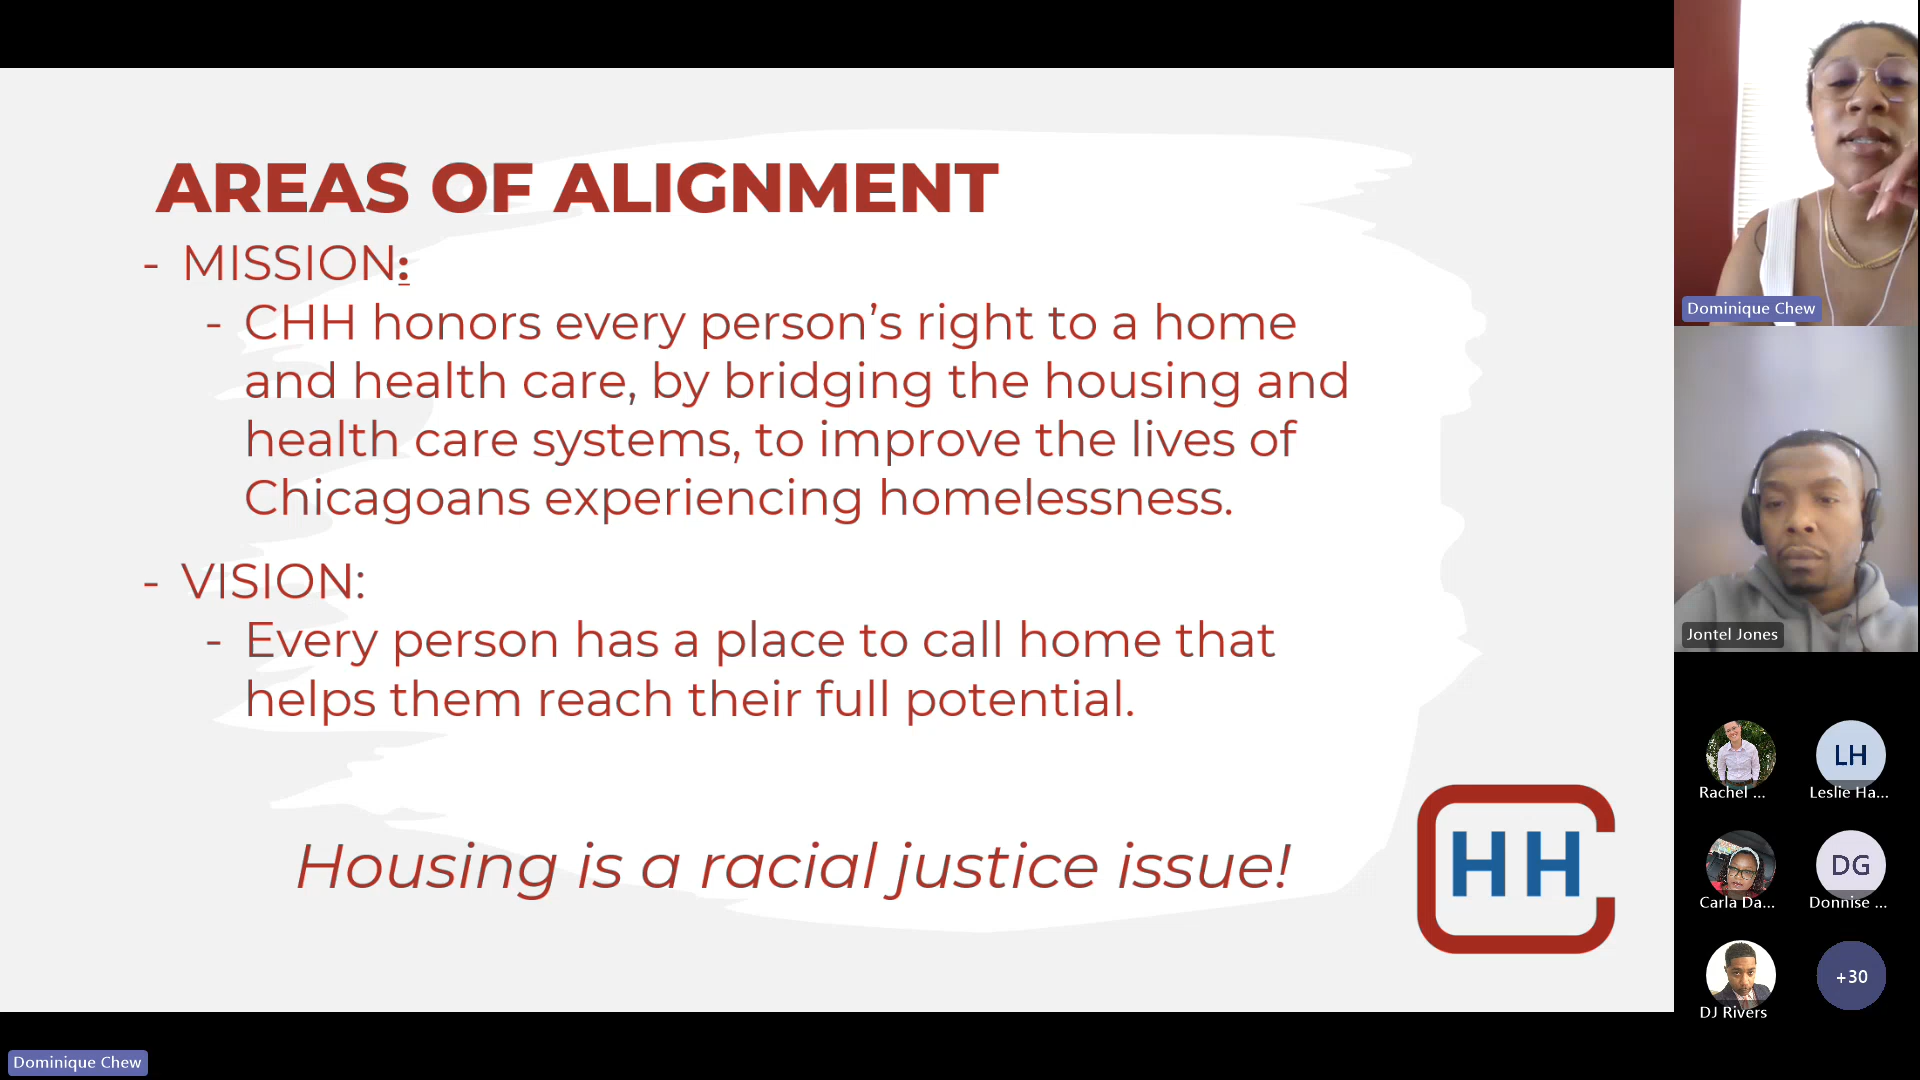 AREAS OF ALIGNMENT
- MISSION:
- CHH honors every person’s right to a home
and health care, by bridging the housing and
health care systems, to improve the lives of
Chicagoans experiencing homelessness.
- VISION:
- Every person has a place to call home that
helps them reach their full potential.
Housing is a racial justice issue!
CHH
Dominique Chew
Jontel Jones
Rachel ...
LH
Leslie Ha...
Carla Da...
DG
Donnise ...
DJ Rivers
+30
Dominique Chew